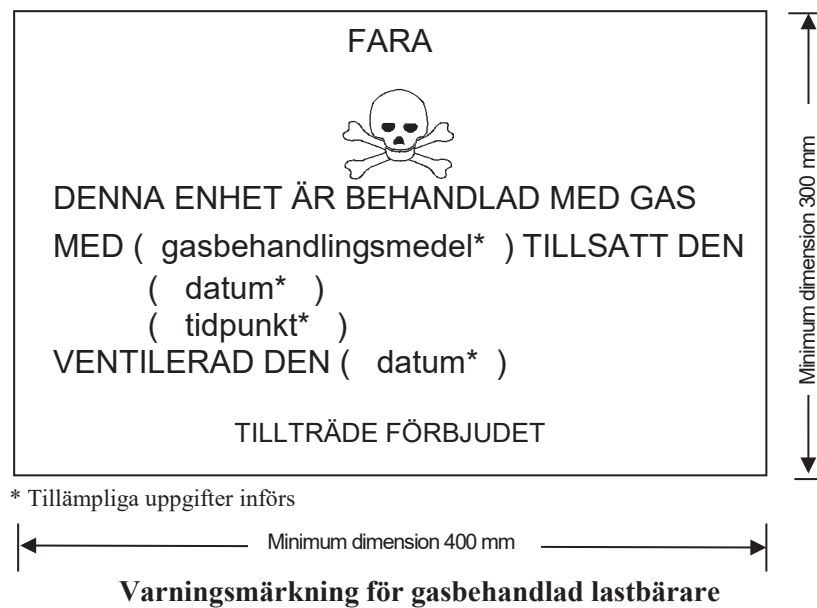 FARA
DENNA ENHET ÄR BEHANDLAD MED GAS
MED ( gasbehandlingsmedel* ) TILLSATT DEN
( datum* )
( tidpunkt* )
VENTILERAD DEN ( datum* )
TILLTRÄDE FÖRBJUDET
Minimum dimension 300 mm
* Tillämpliga uppgifter införs
Minimum dimension 400 mm
Varningsmärkning för gasbehandlad lastbärare